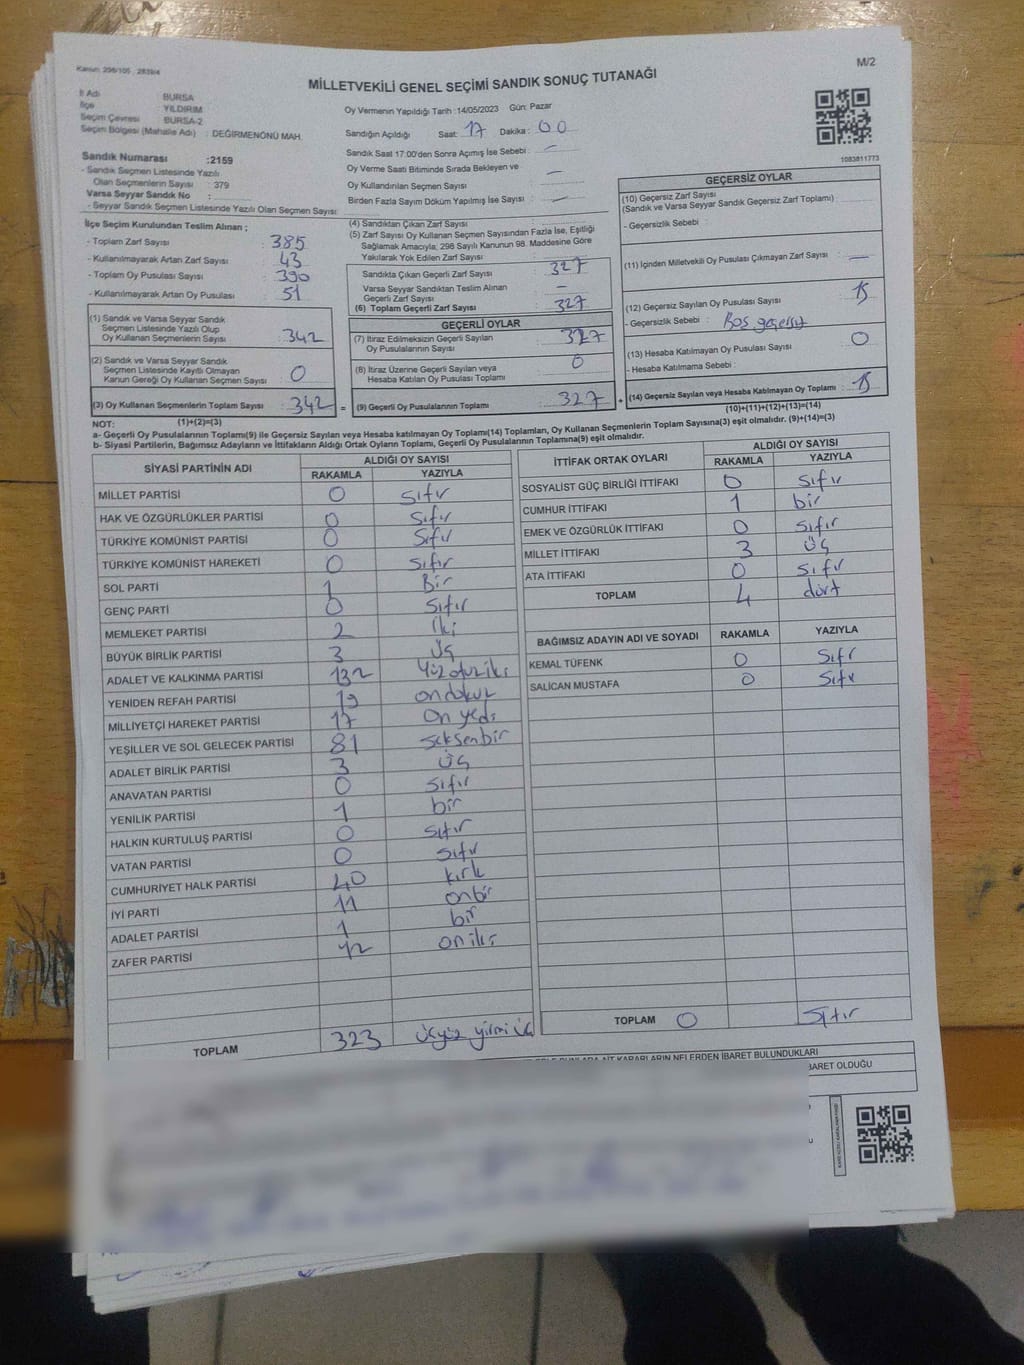 Kanun: 298/105 , 2839/4
M/2
MİLLETVEKİLİ GENEL SEÇİMİ SANDIK SONUÇ TUTANAĞI
İl Adı : BURSA
İlçe : YILDIRIM
Seçim Çevresi : BURSA-2
Seçim Bölgesi (Mahalle Adı) : DEĞİRMENÖNÜ MAH.
Sandık Numarası :2159
- Sandık Seçmen Listesinde Yazılı
Olan Seçmenlerin Sayısı : 379
Varsa Seyyar Sandık No :
- Seyyar Sandık Seçmen Listesinde Yazılı Olan Seçmen Sayısı:
Oy Vermenin Yapıldığı Tarih :14/05/2023 Gün: Pazar
Sandığın Açıldığı Saat: 17 Dakika: 00
Sandık Saat 17:00'den Sonra Açımış İse Sebebi : -
Oy Verme Saati Bitiminde Sırada Bekleyen ve
Oy Kullandırılan Seçmen Sayısı -
Birden Fazla Sayım Döküm Yapılmış İse Sayısı : -
1083811773
İlçe Seçim Kurulundan Teslim Alınan ;
- Toplam Zarf Sayısı : 385
- Kullanılmayarak Artan Zarf Sayısı : 43
- Toplam Oy Pusulası Sayısı : 390
- Kullanılmayarak Artan Oy Pusulası : 51
(1) Sandık ve Varsa Seyyar Sandık
Seçmen Listesinde Yazılı Olup
Oy Kullanan Seçmenlerin Sayısı : 342
(2) Sandık ve Varsa Seyyar Sandık
Seçmen Listesinde Kayıtlı Olmayan
Kanun Gereği Oy Kullanan Seçmen Sayısı : 0
(3) Oy Kullanan Seçmenlerin Toplam Sayısı : 342 =
(1)+(2)=(3)
(4) Sandıktan Çıkan Zarf Sayısı :
(5) Zarf Sayısı Oy Kullanan Seçmen Sayısından Fazla İse, Eşitliği
Sağlamak Amacıyla; 298 Sayılı Kanunun 98. Maddesine Göre
Yakılarak Yok Edilen Zarf Sayısı :
Sandıkta Çıkan Geçerli Zarf Sayısı : 327
Varsa Seyyar Sandıktan Teslim Alınan
Geçerli Zarf Sayısı : -
(6) Toplam Geçerli Zarf Sayısı : 327
GEÇERLİ OYLAR
(7) İtiraz Edilmeksizin Geçerli Sayılan
Oy Pusulalarının Sayısı : 327
(8) İtiraz Üzerine Geçerli Sayılan veya
Hesaba Katılan Oy Pusulası Toplamı : 0
(9) Geçerli Oy Pusulalarının Toplamı : 327 +
GEÇERSİZ OYLAR
(10) Geçersiz Zarf Sayısı
(Sandık ve Varsa Seyyar Sandık Geçersiz Zarf Toplamı) :
- Geçersizlik Sebebi :
(11) İçinden Milletvekili Oy Pusulası Çıkmayan Zarf Sayısı : -
(12) Geçersiz Sayılan Oy Pusulası Sayısı : 15
- Geçersizlik Sebebi : Boş geçersiz
(13) Hesaba Katılmayan Oy Pusulası Sayısı : 0
- Hesaba Katılmama Sebebi :
(14) Geçersiz Sayılan veya Hesaba Katılmayan Oy Toplamı : 15
(10)+(11)+(12)+(13)=(14)
NOT:
a- Geçerli Oy Pusulalarının Toplamı(9) ile Geçersiz Sayılan veya Hesaba katılmayan Oy Toplamı(14) Toplamları, Oy Kullanan Seçmenlerin Toplam Sayısına(3) eşit olmalıdır. (9)+(14)=(3)
b- Siyasi Partilerin, Bağımsız Adayların ve İttifakların Aldığı Ortak Oyların Toplamı, Geçerli Oy Pusulalarının Toplamına(9) eşit olmalıdır.
SİYASİ PARTİNİN ADI ALDIĞI OY SAYISI
RAKAMLA YAZIYLA
MİLLET PARTİSİ 0 sıfır
HAK VE ÖZGÜRLÜKLER PARTİSİ 0 sıfır
TÜRKİYE KOMÜNİST PARTİSİ 0 sıfır
TÜRKİYE KOMÜNİST HAREKETİ 0 sıfır
SOL PARTİ 1 Bir
GENÇ PARTİ 0 sıfır
MEMLEKET PARTİSİ 2 iki
BÜYÜK BİRLİK PARTİSİ 3 üç
ADALET VE KALKINMA PARTİSİ 132 Yüz otuz iki
YENİDEN REFAH PARTİSİ 19 on dokuz
MİLLİYETÇİ HAREKET PARTİSİ 17 on yedi
YEŞİLLER VE SOL GELECEK PARTİSİ 81 seksen bir
ADALET BİRLİK PARTİSİ 3 üç
ANAVATAN PARTİSİ 0 sıfır
YENİLİK PARTİSİ 1 bir
HALKIN KURTULUŞ PARTİSİ 0 sıfır
VATAN PARTİSİ 0 sıfır
CUMHURİYET HALK PARTİSİ 40 kırk
İYİ PARTİ 11 onbir
ADALET PARTİSİ 1 bir
ZAFER PARTİSİ 12 on iki
TOPLAM 323 üçyüz yirmi üç
İTTİFAK ORTAK OYLARI ALDIĞI OY SAYISI
RAKAMLA YAZIYLA
SOSYALİST GÜÇ BİRLİĞİ İTTİFAKI 0 sıfır
CUMHUR İTTİFAKI 1 bir
EMEK VE ÖZGÜRLÜK İTTİFAKI 0 sıfır
MİLLET İTTİFAKI 3 üç
ATA İTTİFAKI 0 sıfır
TOPLAM 4 dört
BAĞIMSIZ ADAYIN ADI VE SOYADI RAKAMLA YAZIYLA
KEMAL TÜFENK 0 sıfır
SALİCAN MUSTAFA 0 sıfır
TOPLAM 0 sıfır
KARARLARIN NELERDEN İBARET BULUNDUKLARI
BARET OLDUĞU